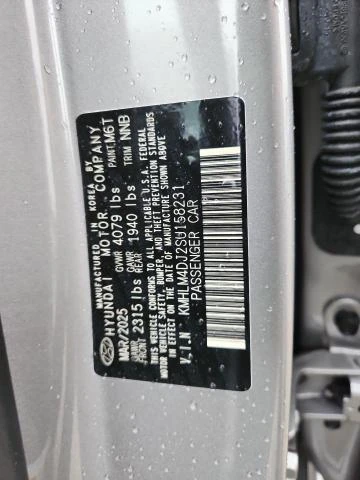 MANUFACTURED IN KOREA BY
HYUNDAI MOTOR COMPANY
MAR/2025 GVWR 4079 lbs PAINT M6T
GAWR FRONT 2315 lbs GAWR REAR 1940 lbs TRIM NNB
THIS VEHICLE CONFORMS TO ALL APPLICABLE U.S.A. FEDERAL
MOTOR VEHICLE SAFETY, BUMPER, AND THEFT PREVENTION STANDARDS
IN EFFECT ON THE DATE OF MANUFACTURE SHOWN ABOVE
V.I.N KMHLM4DJ2SU158231
PASSENGER CAR